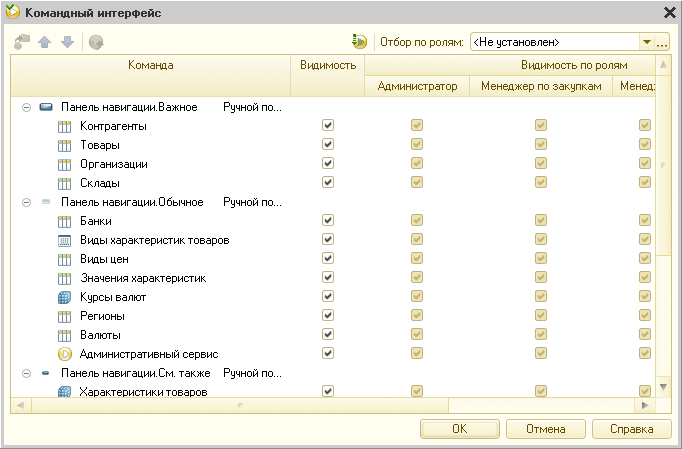 Командный интерфейс
Отбор по ролям: <Не установлен>
Команда Видимость Видимость по ролям
Администратор Менеджер по закупкам Менед
Панель навигации.Важное Ручной по...
Контрагенты
Товары
Организации
Склады
Панель навигации.Обычное Ручной по...
Банки
Виды характеристик товаров
Виды цен
Значения характеристик
Курсы валют
Регионы
Валюты
Административный сервис
Панель навигации.См. также Ручной по...
Характеристики товаров
OK Отмена Справка